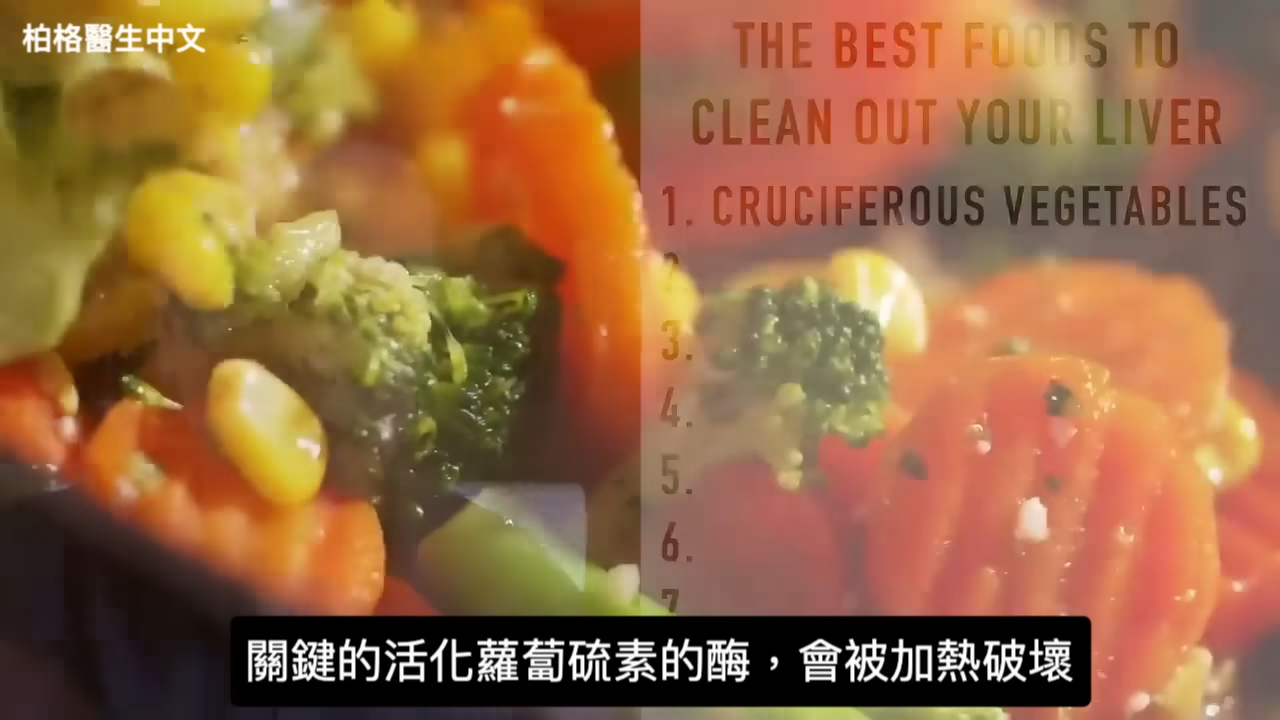 柏格醫生中文
THE BEST FOODS TO
CLEAN OUT YOUR LIVER
1. CRUCIFEROUS VEGETABLES
3.
4.
5.
6.
7
關鍵的活化蘿蔔硫素的酶，會被加熱破壞